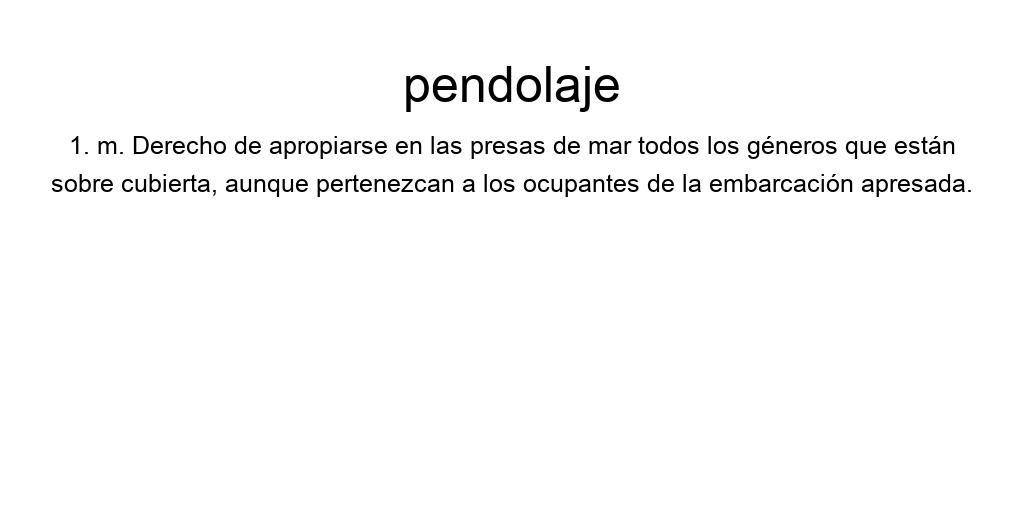 pendolaje
1. m. Derecho de apropiarse en las presas de mar todos los géneros que están
sobre cubierta, aunque pertenezcan a los ocupantes de la embarcación apresada.